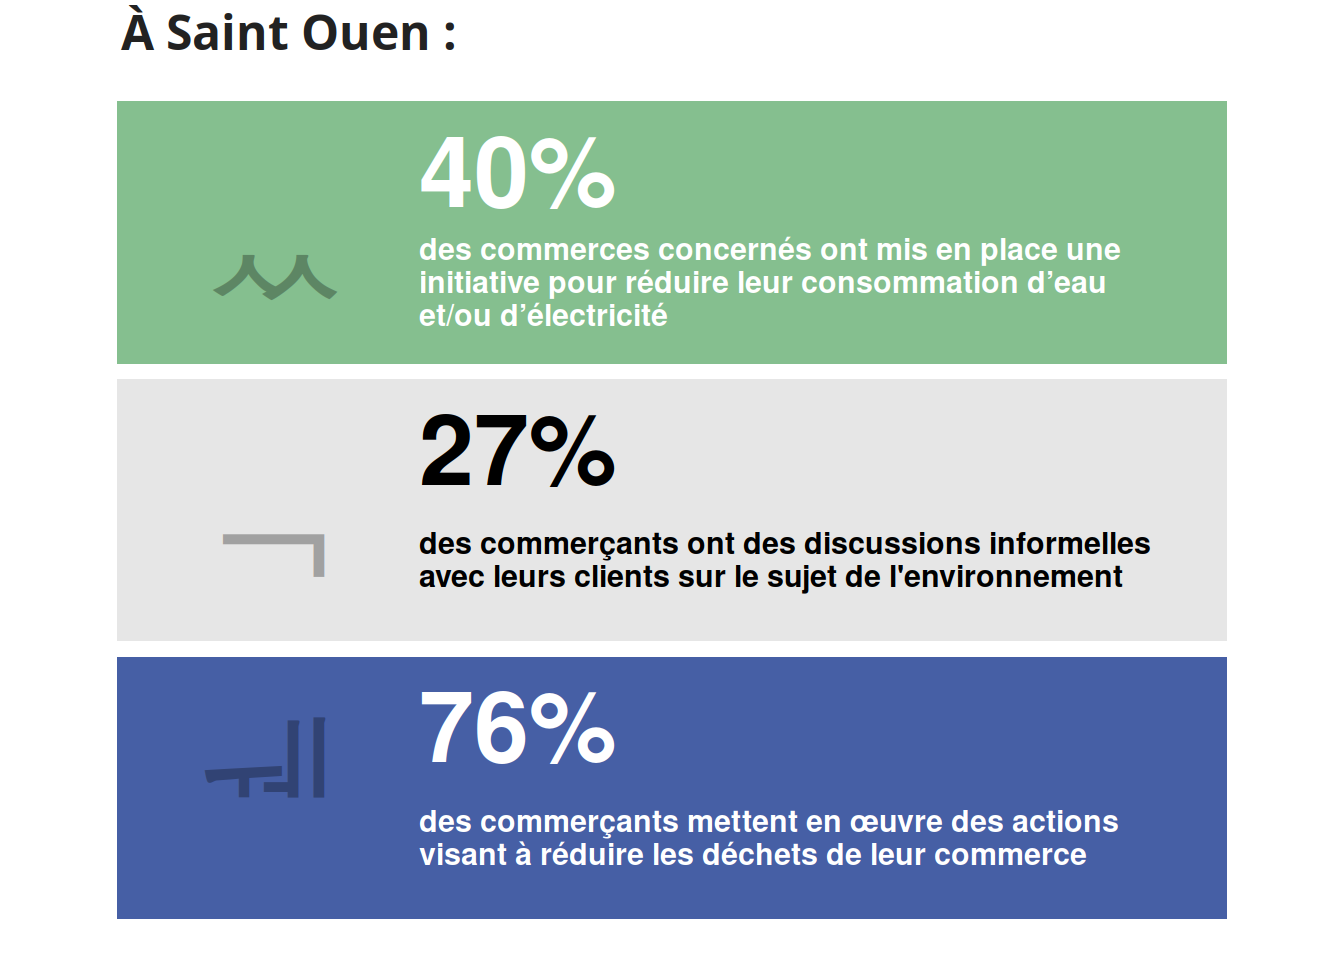 À Saint Ouen :
40%
des commerces concernés ont mis en place une
initiative pour réduire leur consommation d’eau
et/ou d’électricité
27%
des commerçants ont des discussions informelles
avec leurs clients sur le sujet de l'environnement
76%
des commerçants mettent en œuvre des actions
visant à réduire les déchets de leur commerce